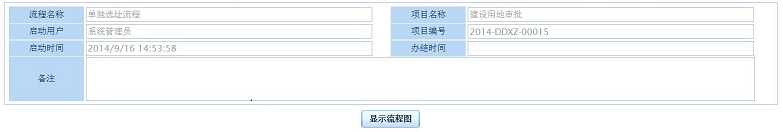 流程名称 单独选址流程 项目名称 建设用地审批
启动用户 系统管理员 项目编号 2014-DDXZ-00015
启动时间 2014/9/16 14:53:58 办结时间
备注
显示流程图